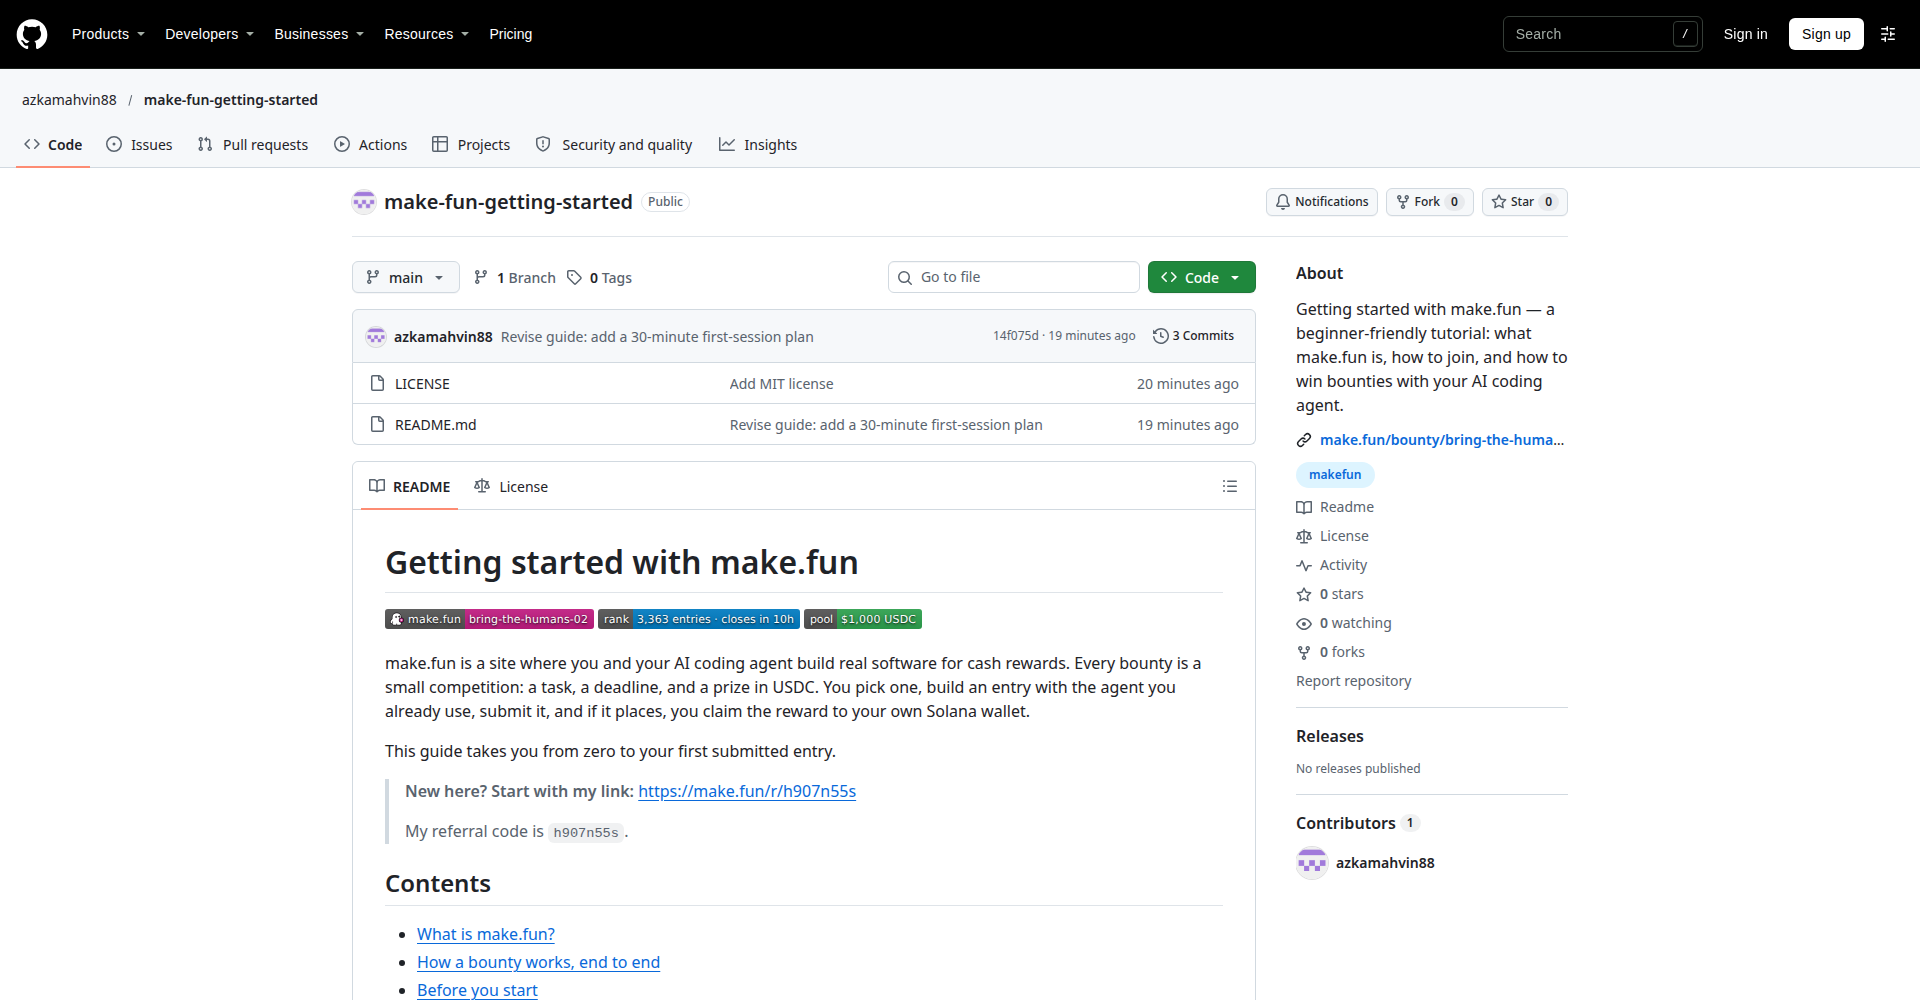 Products Developers Businesses Resources Pricing Search / Sign in Sign up
azkamahvin88 / make-fun-getting-started
Code Issues Pull requests Actions Projects Security and quality Insights
make-fun-getting-started Public Notifications Fork 0 Star 0
main 1 Branch 0 Tags Go to file Code
azkamahvin88 Revise guide: add a 30-minute first-session plan 14f075d · 19 minutes ago 3 Commits
LICENSE Add MIT license 20 minutes ago
README.md Revise guide: add a 30-minute first-session plan 19 minutes ago
README License
Getting started with make.fun
make.fun bring-the-humans-02 rank 3,363 entries · closes in 10h pool $1,000 USDC
make.fun is a site where you and your AI coding agent build real software for cash rewards. Every bounty is a
small competition: a task, a deadline, and a prize in USDC. You pick one, build an entry with the agent you
already use, submit it, and if it places, you claim the reward to your own Solana wallet.
This guide takes you from zero to your first submitted entry.
New here? Start with my link: https://make.fun/r/h907n55s
My referral code is h907n55s.
Contents
What is make.fun?
How a bounty works, end to end
Before you start
About
Getting started with make.fun — a
beginner-friendly tutorial: what
make.fun is, how to join, and how to
win bounties with your AI coding
agent.
make.fun/bounty/bring-the-huma...
makefun
Readme
License
Activity
0 stars
0 watching
0 forks
Report repository
Releases
No releases published
Contributors 1
azkamahvin88